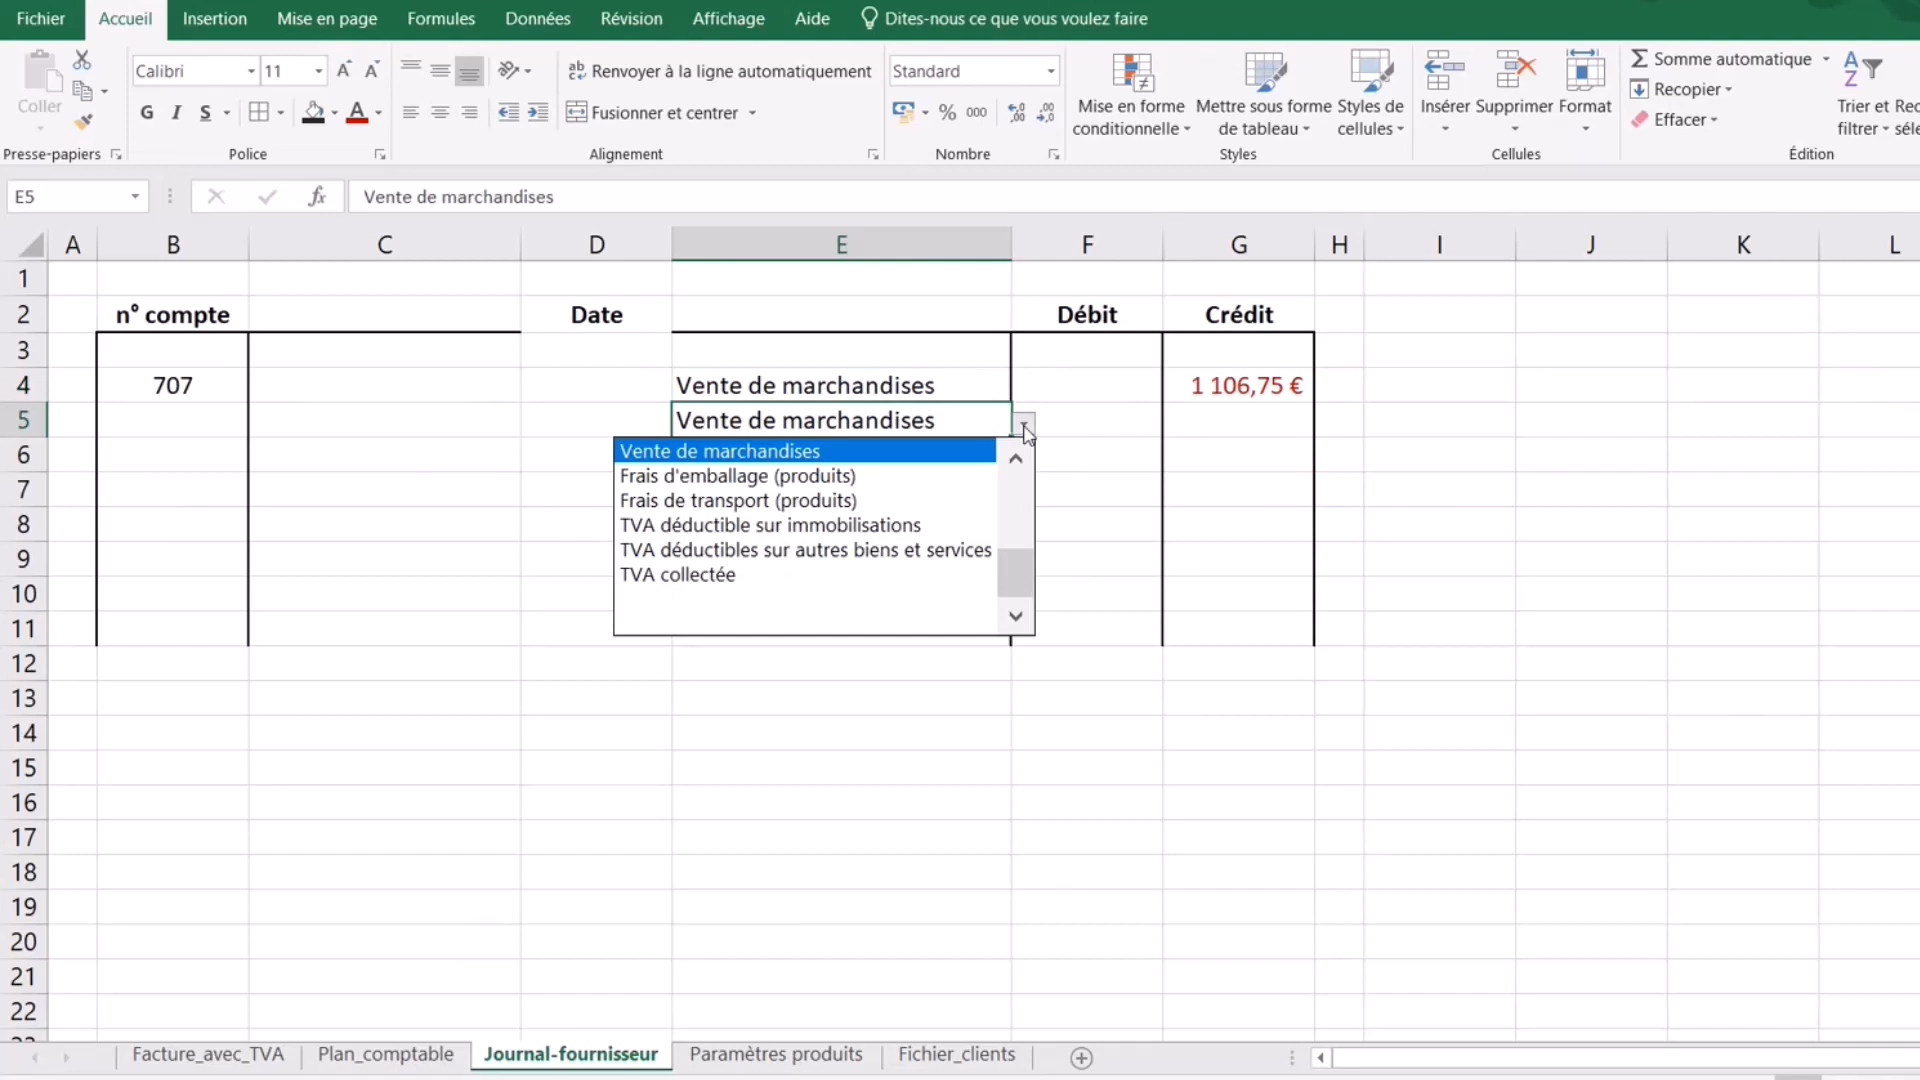 Fichier Accueil Insertion Mise en page Formules Données Révision Affichage Aide Dites-nous ce que vous voulez faire
Coller
Calibri 11
Renvoyer à la ligne automatiquement
Standard
Mise en forme conditionnelle
Mettre sous forme de tableau
Styles de cellules
Insérer Supprimer Format
Somme automatique
Recopier
Effacer
Trier et filtrer
G I S
Fusionner et centrer
% 000
Presse-papiers Police Alignement Nombre Styles Cellules Édition
E5 fx Vente de marchandises
A B C D E F G H I J K L
1
2 n° compte Date Débit Crédit
3
4 707 Vente de marchandises 1 106,75 €
5 Vente de marchandises
Vente de marchandises
6 Frais d'emballage (produits)
7 Frais de transport (produits)
8 TVA déductible sur immobilisations
9 TVA déductibles sur autres biens et services
10 TVA collectée
11
12
13
14
15
16
17
18
19
20
21
22
Facture_avec_TVA Plan_comptable Journal-fournisseur Paramètres produits Fichier_clients